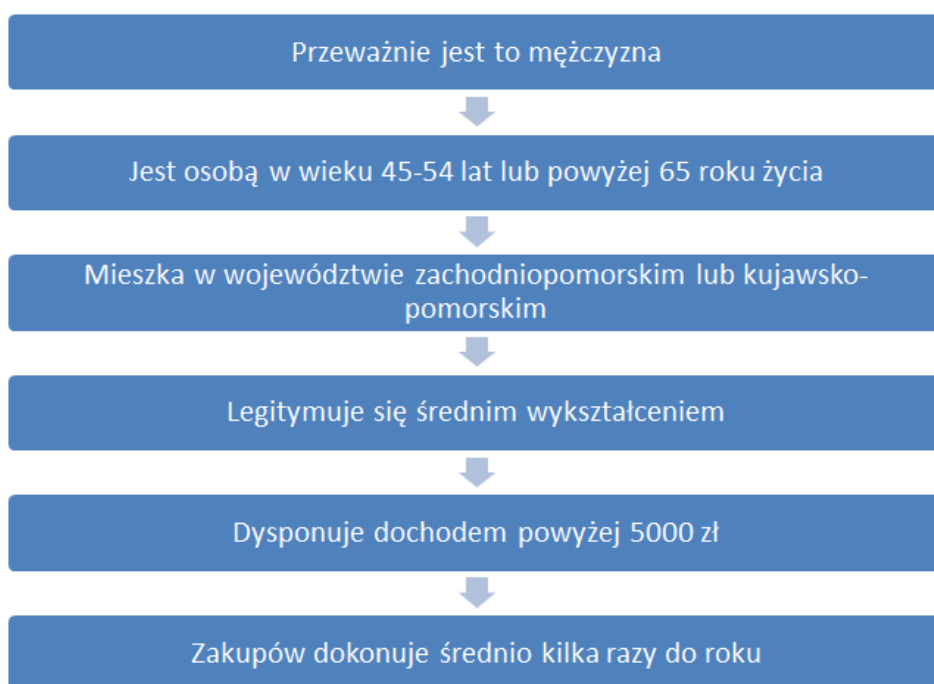 Przeważnie jest to mężczyzna
Jest osobą w wieku 45-54 lat lub powyżej 65 roku życia
Mieszka w województwie zachodniopomorskim lub kujawsko-
pomorskim
Legitymuje się średnim wykształceniem
Dysponuje dochodem powyżej 5000 zł
Zakupów dokonuje średnio kilka razy do roku